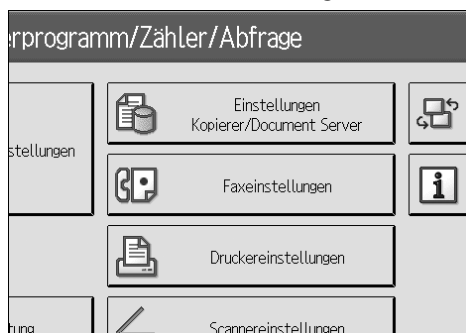 erprogramm/Zähler/Abfrage
Einstellungen
Kopierer/Document Server
stellungen
Faxeinstellungen
Druckereinstellungen
tung
Scannereinstellungen